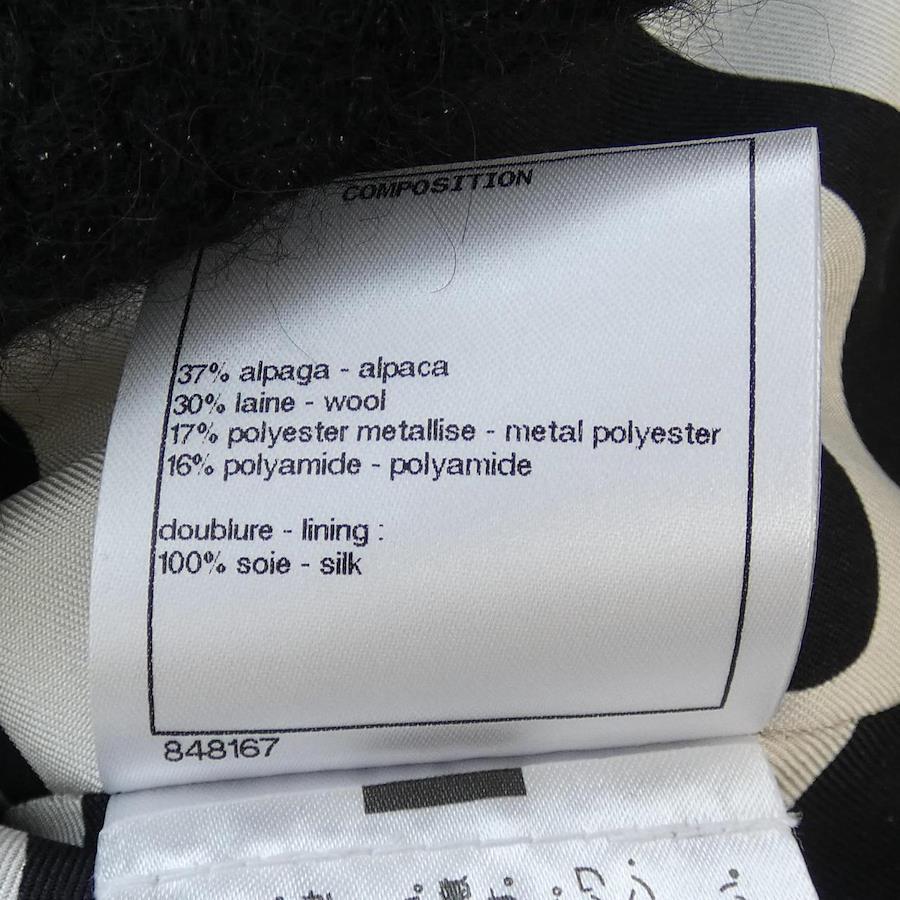 COMPOSITION
37% alpaga - alpaca
30% laine - wool
17% polyester metallise - metal polyester
16% polyamide - polyamide
doublure - lining :
100% soie - silk
848167